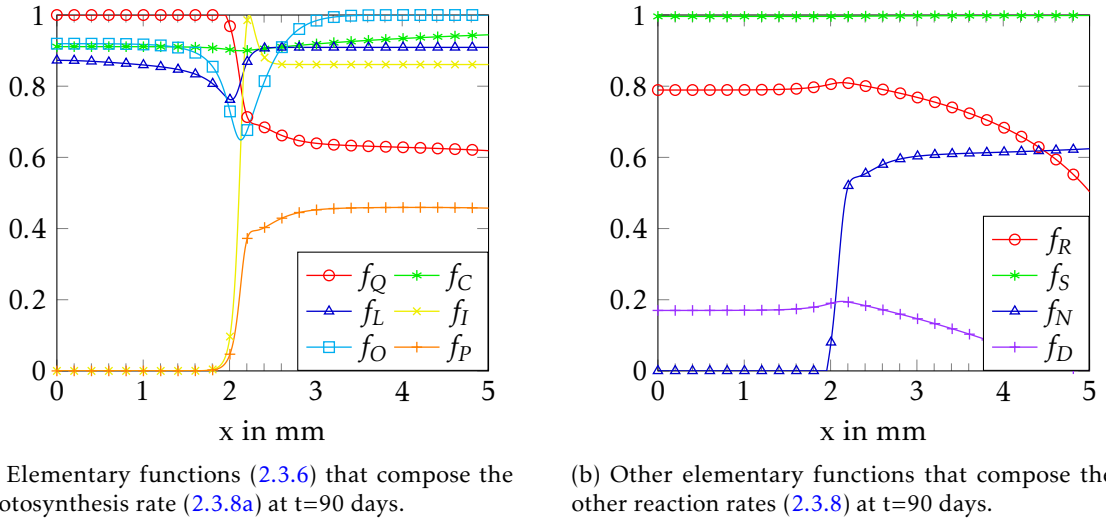 1
0.8
0.6
0.4
0.2
0
0 1 2 3 4 5
x in mm
f_Q f_C
f_L f_I
f_O f_P
Elementary functions (2.3.6) that compose the
otosynthesis rate (2.3.8a) at t=90 days.
1
0.8
0.6
0.4
0.2
0
0 1 2 3 4 5
x in mm
f_R
f_S
f_N
f_D
(b) Other elementary functions that compose the
other reaction rates (2.3.8) at t=90 days.